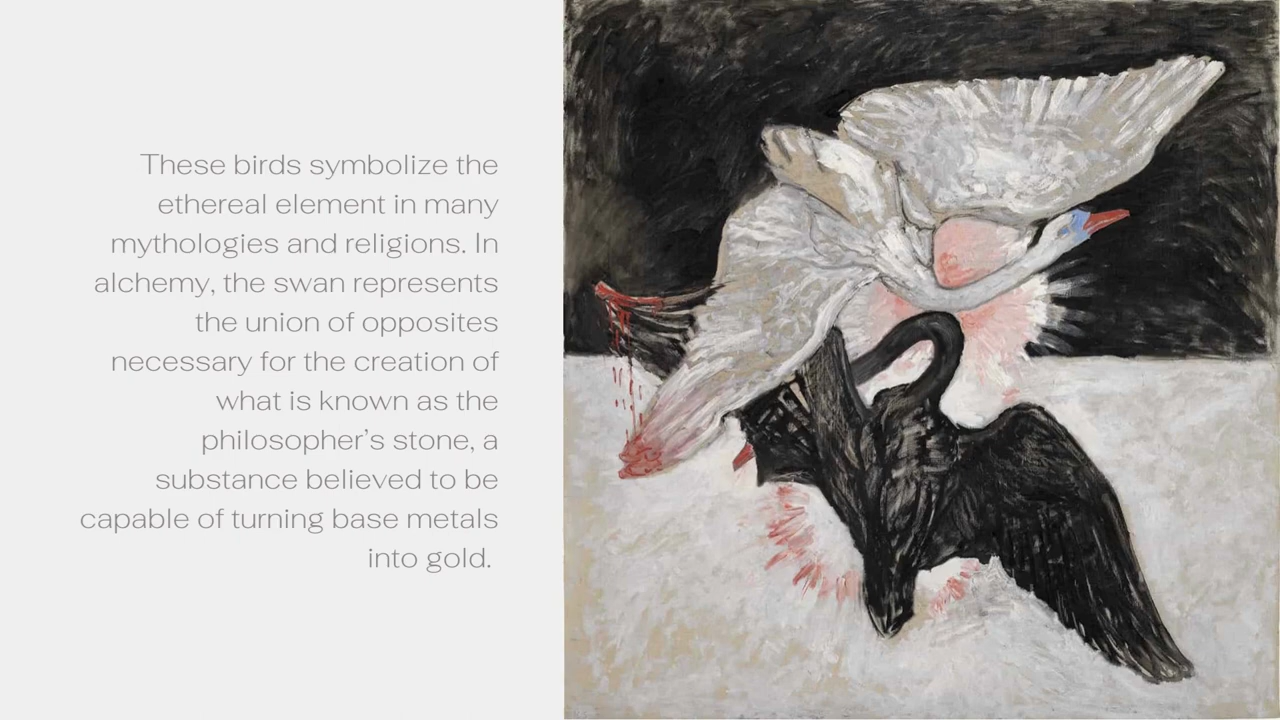 These birds symbolize the
ethereal element in many
mythologies and religions. In
alchemy, the swan represents
the union of opposites
necessary for the creation of
what is known as the
philosopher’s stone, a
substance believed to be
capable of turning base metals
into gold.